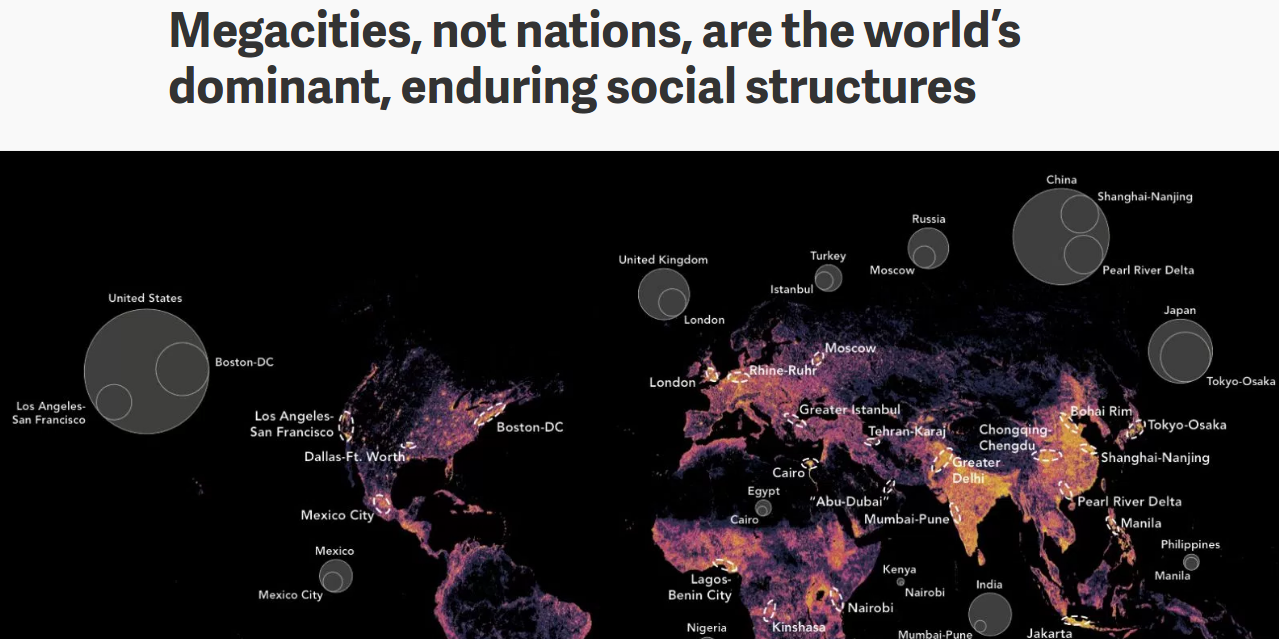 Megacities, not nations, are the world’s
dominant, enduring social structures
China
Shanghai-Nanjing
Pearl River Delta
Russia
Moscow
Turkey
Istanbul
United Kingdom
London
United States
Boston-DC
Los Angeles-
San Francisco
Japan
Tokyo-Osaka
Moscow
Rhine-Ruhr
London
Los Angeles-
San Francisco
Boston-DC
Dallas-Ft. Worth
Greater Istanbul
Tehran-Karaj
Chongqing-
Chengdu
Bohai Rim
Tokyo-Osaka
Shanghai-Nanjing
Greater
Delhi
Cairo
Egypt
Cairo
“Abu-Dubai”
Mumbai-Pune
Pearl River Delta
Manila
Mexico City
Mexico
Mexico City
Philippines
Manila
Lagos-
Benin City
Kenya
Nairobi
India
Mumbai-Pune
Nairobi
Kinshasa
Nigeria
Jakarta